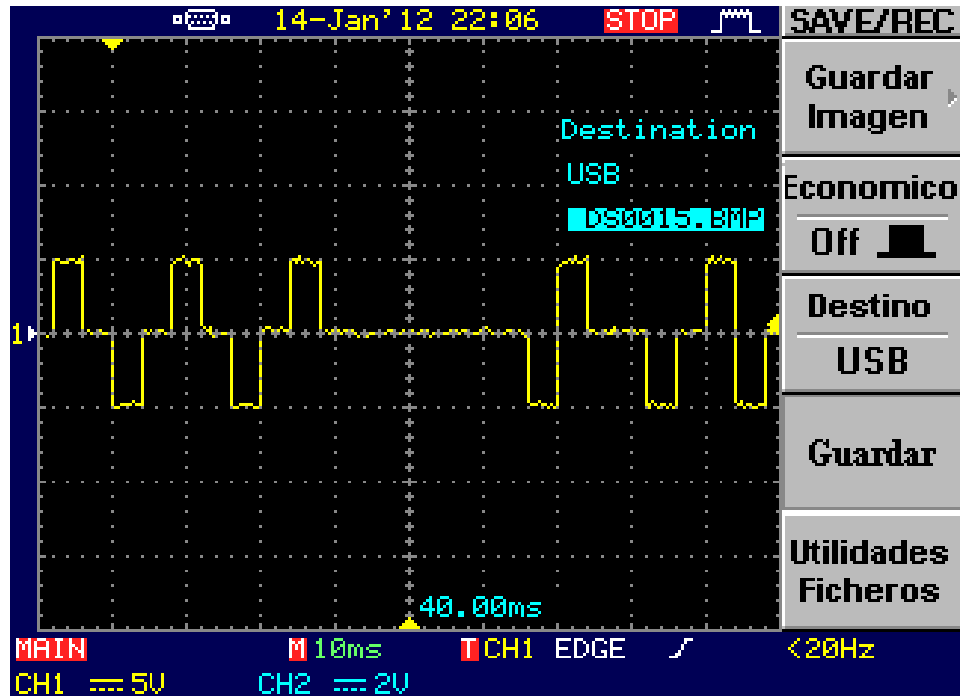 14-Jan'12 22:06 STOP SAVE/REC
Guardar
Imagen
Destination
USB
DS0015.BMP
Economico
Off
Destino
USB
1
Guardar
Utilidades
Ficheros
40.00ms
MAIN M 10ms T CH1 EDGE <20Hz
CH1 5V CH2 2V